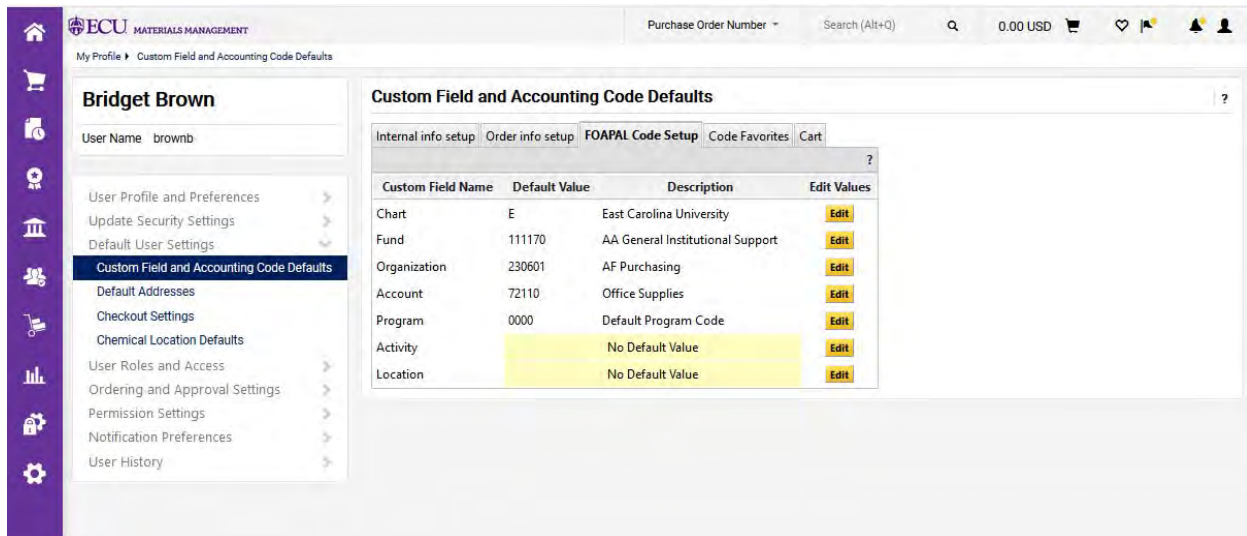 ECU MATERIALS MANAGEMENT
Purchase Order Number
Search (Alt+Q)
0.00 USD
My Profile Custom Field and Accounting Code Defaults
Bridget Brown
User Name brownb
User Profile and Preferences
Update Security Settings
Default User Settings
Custom Field and Accounting Code Defaults
Default Addresses
Checkout Settings
Chemical Location Defaults
User Roles and Access
Ordering and Approval Settings
Permission Settings
Notification Preferences
User History
Custom Field and Accounting Code Defaults ?
Internal info setup Order info setup FOAPAL Code Setup Code Favorites Cart
?
Custom Field Name Default Value Description Edit Values
Chart E East Carolina University Edit
Fund 111170 AA General Institutional Support Edit
Organization 230601 AF Purchasing Edit
Account 72110 Office Supplies Edit
Program 0000 Default Program Code Edit
Activity No Default Value Edit
Location No Default Value Edit